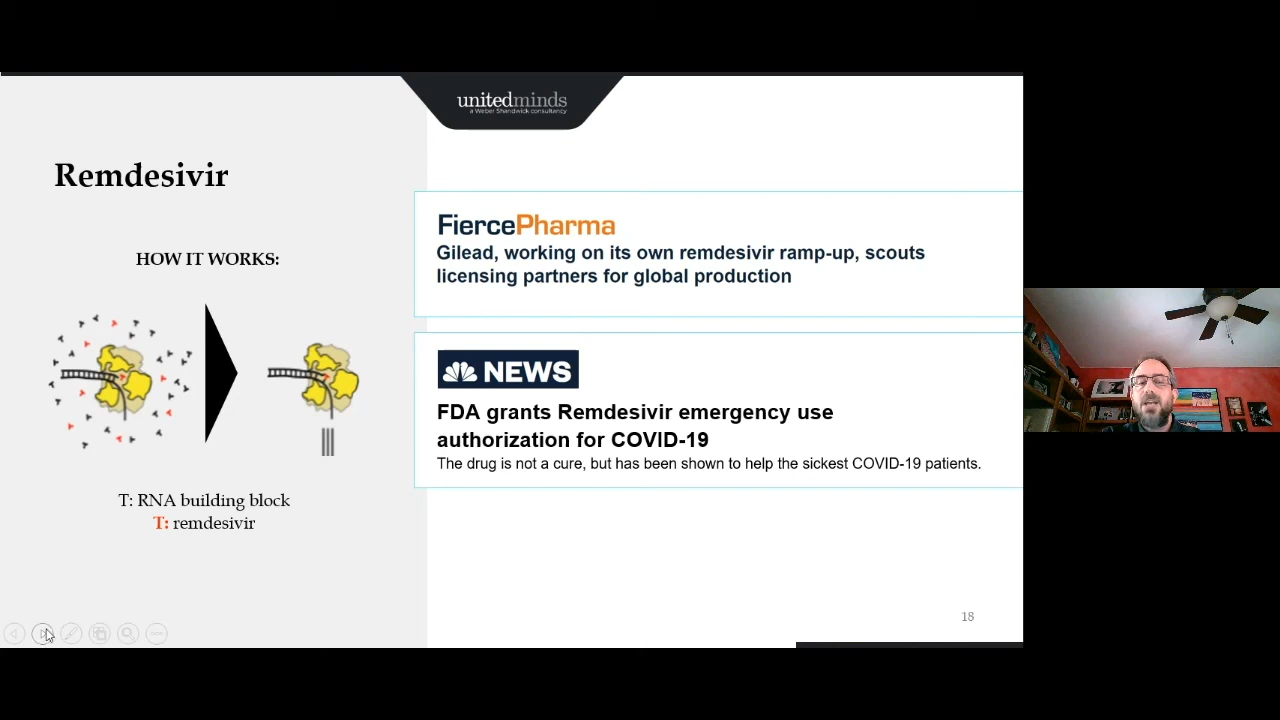 unitedminds
a Weber Shandwick consultancy
Remdesivir
HOW IT WORKS:
T: RNA building block
T: remdesivir
FiercePharma
Gilead, working on its own remdesivir ramp-up, scouts
licensing partners for global production
NEWS
FDA grants Remdesivir emergency use
authorization for COVID-19
The drug is not a cure, but has been shown to help the sickest COVID-19 patients.
18